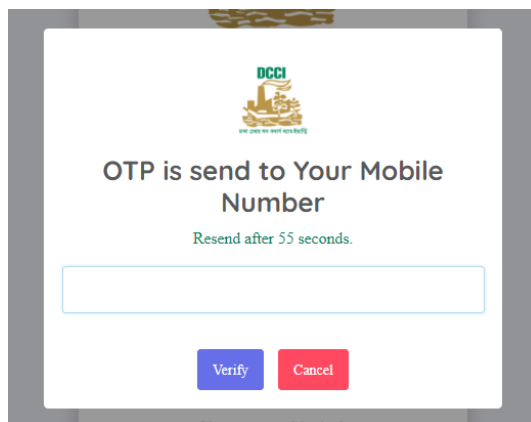 DCCI
OTP is send to Your Mobile
Number
Resend after 55 seconds.
Verify
Cancel